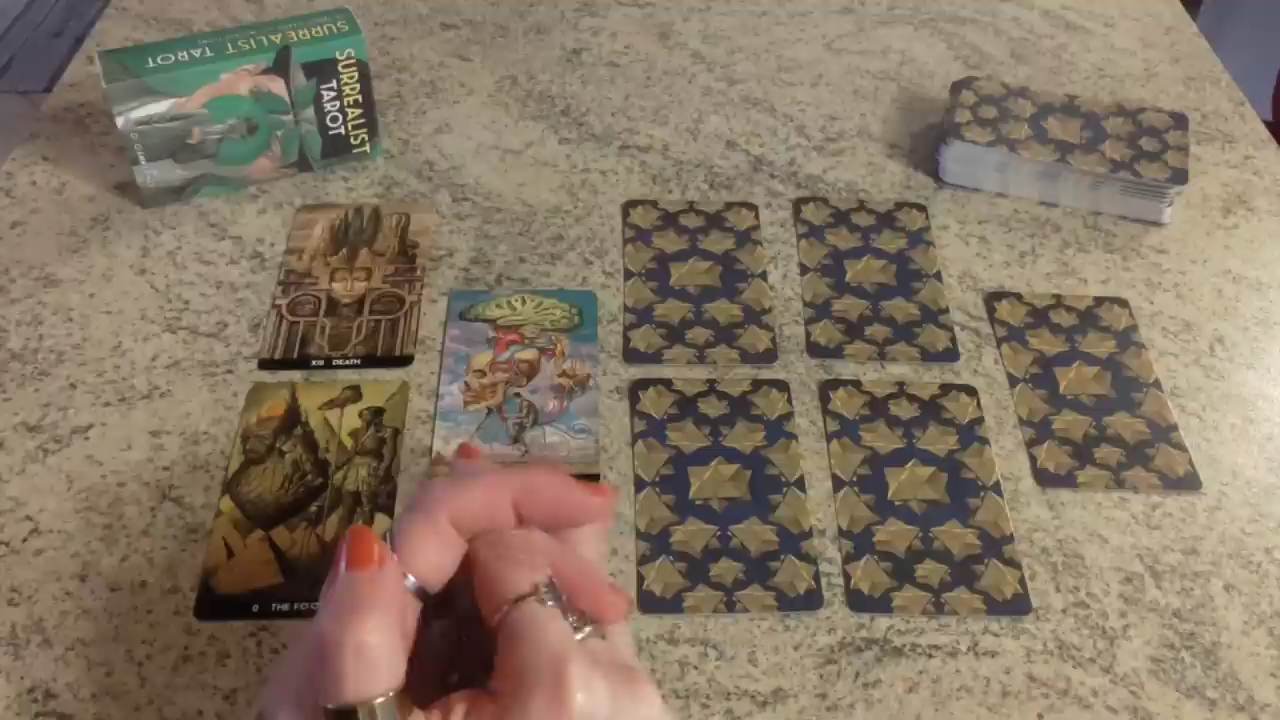 SURREALIST TAROT
SURREALIST
TAROT
XIII DEATH
0 THE FO